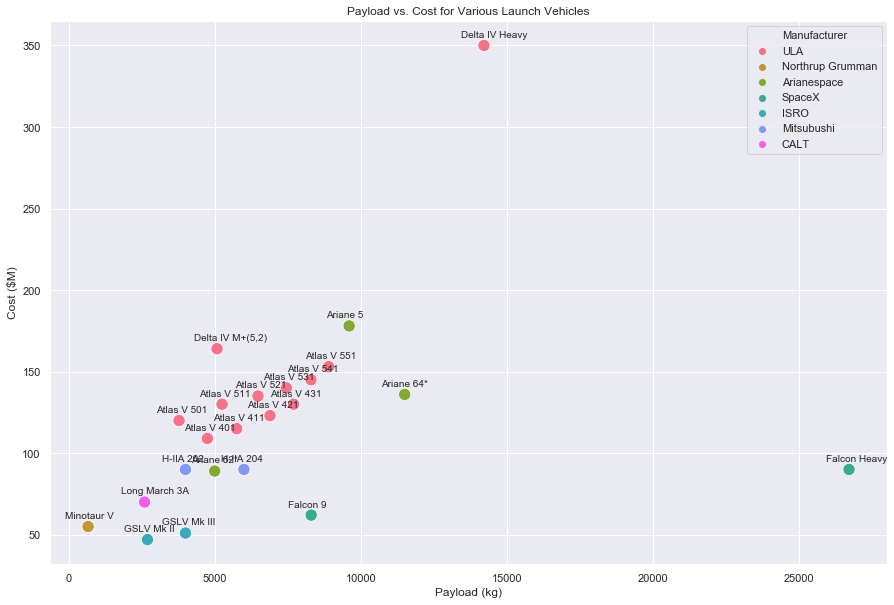 Payload vs. Cost for Various Launch Vehicles
Manufacturer
ULA
Northrup Grumman
Arianespace
SpaceX
ISRO
Mitsubushi
CALT
Cost ($M)
350
300
250
200
150
100
50
Delta IV Heavy
Ariane 5
Delta IV M+(5,2)
Atlas V 551
Atlas V 541
Atlas V 531
Ariane 64*
Atlas V 521
Atlas V 511
Atlas V 431
Atlas V 421
Atlas V 501
Atlas V 411
Atlas V 401
H-IIA 202
Ariane 62*
H-IIA 204
Falcon Heavy
Long March 3A
Falcon 9
Minotaur V
GSLV Mk III
GSLV Mk II
0
5000
10000
15000
20000
25000
Payload (kg)